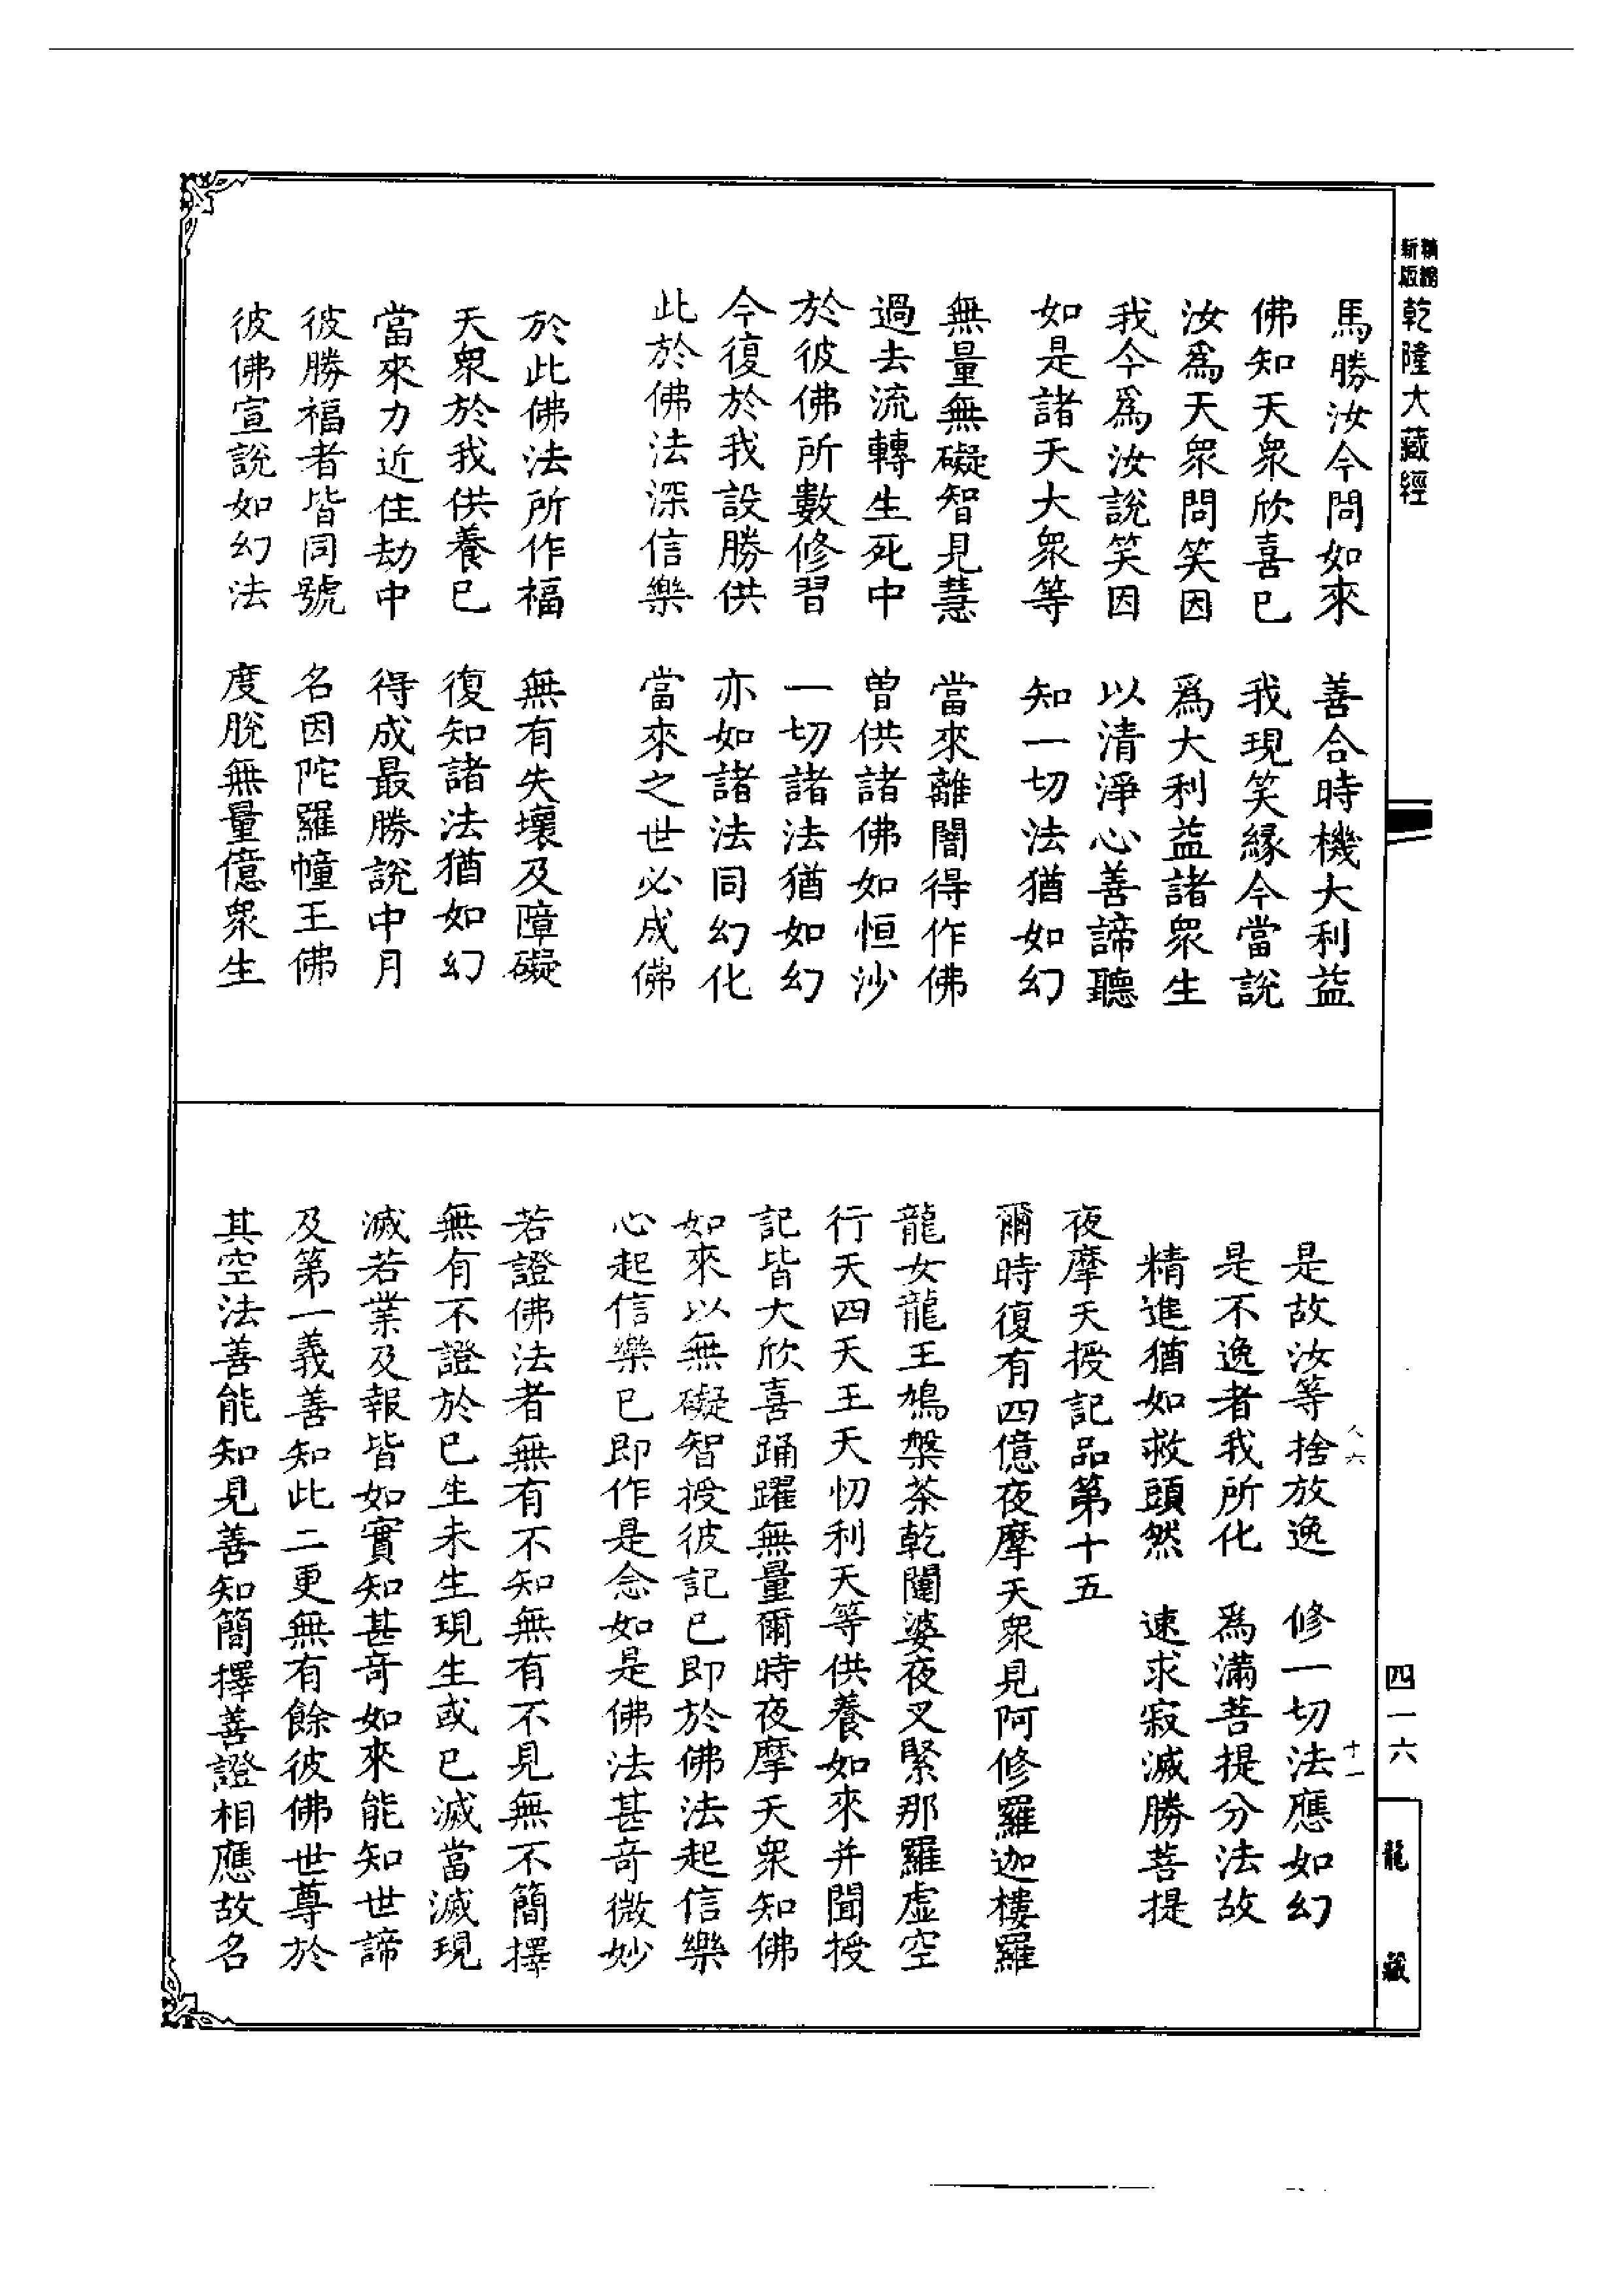 精縮
新版
乾隆大藏經
馬勝汝今問如來　善合時機大利益
佛知天衆欣喜已　我現笑緣今當說
汝爲天衆問笑因　爲大利益諸衆生
我今爲汝說笑因　以清淨心善諦聽
如是諸天大衆等　知一切法猶如幻
無量無礙智見慧　當來離闇得作佛
過去流轉生死中　曾供諸佛如恒沙
於彼佛所數修習　一切諸法猶如幻
今復於我設勝供　亦如諸法同幻化
此於佛法深信樂　當來之世必成佛
於此佛法所作福　無有失壞及障礙
天衆於我供養已　復知諸法猶如幻
當來力近住劫中　得成最勝說中月
彼勝福者皆同號　名因陀羅幢王佛
彼佛宣說如幻法　度脫無量億衆生
是故汝等捨放逸　修一切法應如幻
是不逸者我所化　爲滿菩提分法故
精進猶如救頭然　速求寂滅勝菩提
夜摩天授記品第十五
爾時復有四億夜摩天衆見阿修羅迦樓羅
龍女龍王鳩槃茶乾闥婆夜叉緊那羅虛空
行天四天王天忉利天等供養如來并聞授
記皆大欣喜踊躍無量爾時夜摩天衆知佛
如來以無礙智授彼記已即於佛法起信樂
心起信樂已即作是念如是佛法甚奇微妙
若證佛法者無有不知無有不見無不簡擇
無有不證於已生未生現生或已滅當滅現
滅若業及報皆如實知甚奇如來能知世諦
及第一義善知此二更無有餘彼佛世尊於
其空法善能知見善知簡擇善證相應故名
四一六
十一
龍
藏